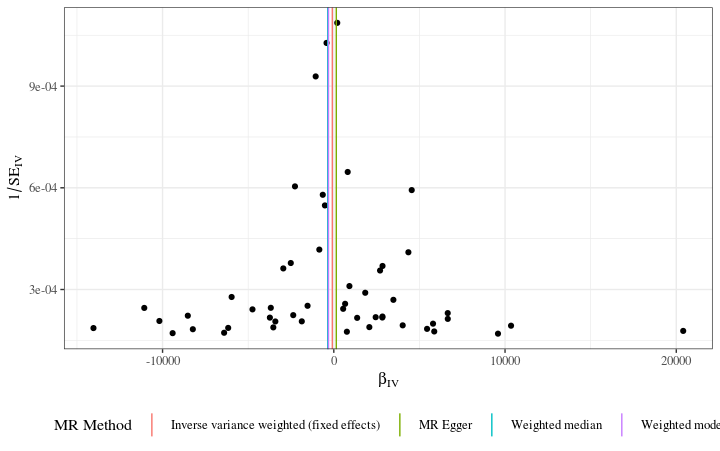 1/SE_IV
9e-04
6e-04
3e-04
-10000 0 10000 20000
β_IV
MR Method Inverse variance weighted (fixed effects) MR Egger Weighted median Weighted mode